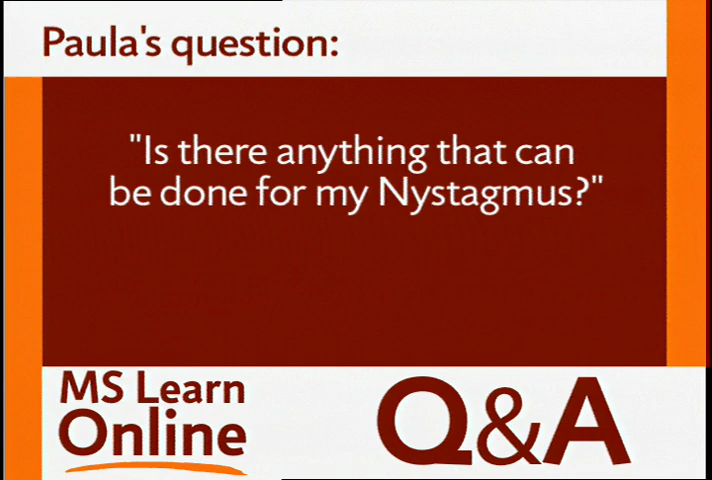 Paula's question:
"Is there anything that can
be done for my Nystagmus?"
MS Learn
Online
Q&A